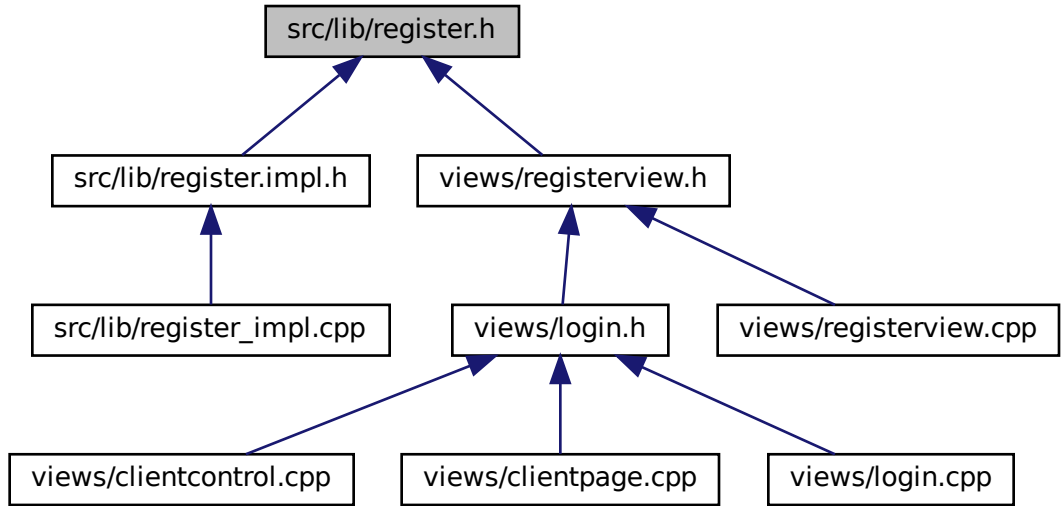 src/lib/register.h
src/lib/register.impl.h
views/registerview.h
src/lib/register_impl.cpp
views/login.h
views/registerview.cpp
views/clientcontrol.cpp
views/clientpage.cpp
views/login.cpp